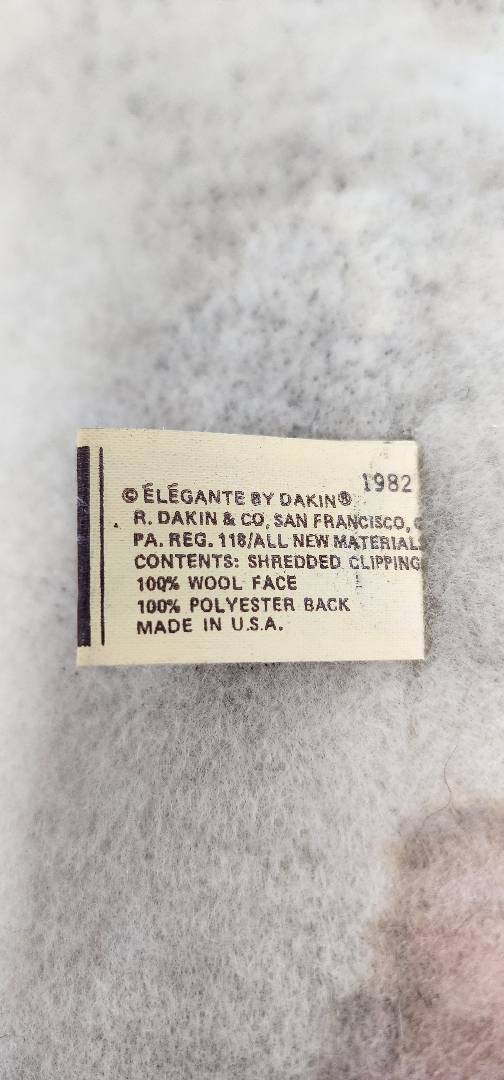 1982
© ÉLÉGANTE BY DAKIN®
R. DAKIN & CO, SAN FRANCISCO, C
PA. REG. 118/ALL NEW MATERIAL
CONTENTS: SHREDDED CLIPPING
100% WOOL FACE
100% POLYESTER BACK
MADE IN U.S.A.